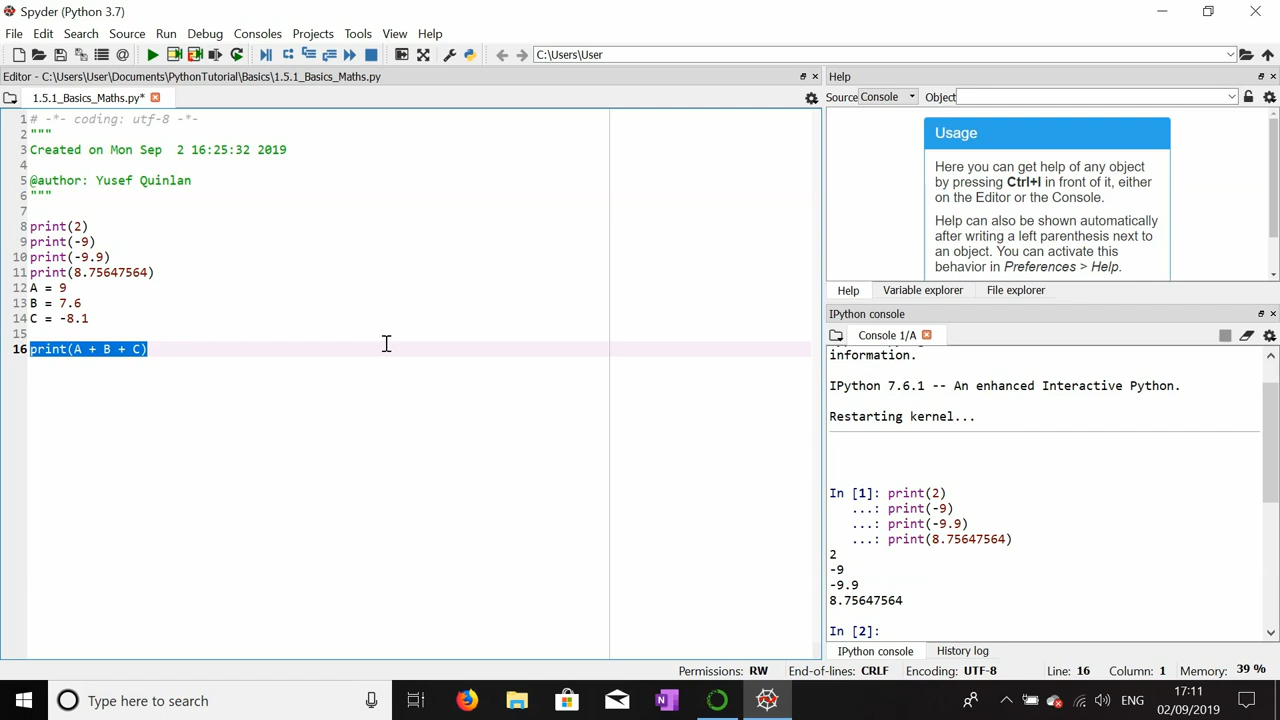 Spyder (Python 3.7)
File Edit Search Source Run Debug Consoles Projects Tools View Help
C:\Users\User
Editor - C:\Users\User\Documents\PythonTutorial\Basics\1.5.1_Basics_Maths.py
1.5.1_Basics_Maths.py*
1 # -*- coding: utf-8 -*-
2 """
3 Created on Mon Sep  2 16:25:32 2019
4
5 @author: Yusef Quinlan
6 """
7
8 print(2)
9 print(-9)
10 print(-9.9)
11 print(8.75647564)
12 A = 9
13 B = 7.6
14 C = -8.1
15
16 print(A + B + C)
Help
Source Console Object
Usage
Here you can get help of any object
by pressing Ctrl+I in front of it, either
on the Editor or the Console.
Help can also be shown automatically
after writing a left parenthesis next to
an object. You can activate this
behavior in Preferences > Help.
Help Variable explorer File explorer
IPython console
Console 1/A
information.
IPython 7.6.1 -- An enhanced Interactive Python.
Restarting kernel...
In [1]: print(2)
...: print(-9)
...: print(-9.9)
...: print(8.75647564)
2
-9
-9.9
8.75647564
In [2]:
IPython console History log
Permissions: RW End-of-lines: CRLF Encoding: UTF-8 Line: 16 Column: 1 Memory: 39 %
Type here to search
ENG
17:11
02/09/2019